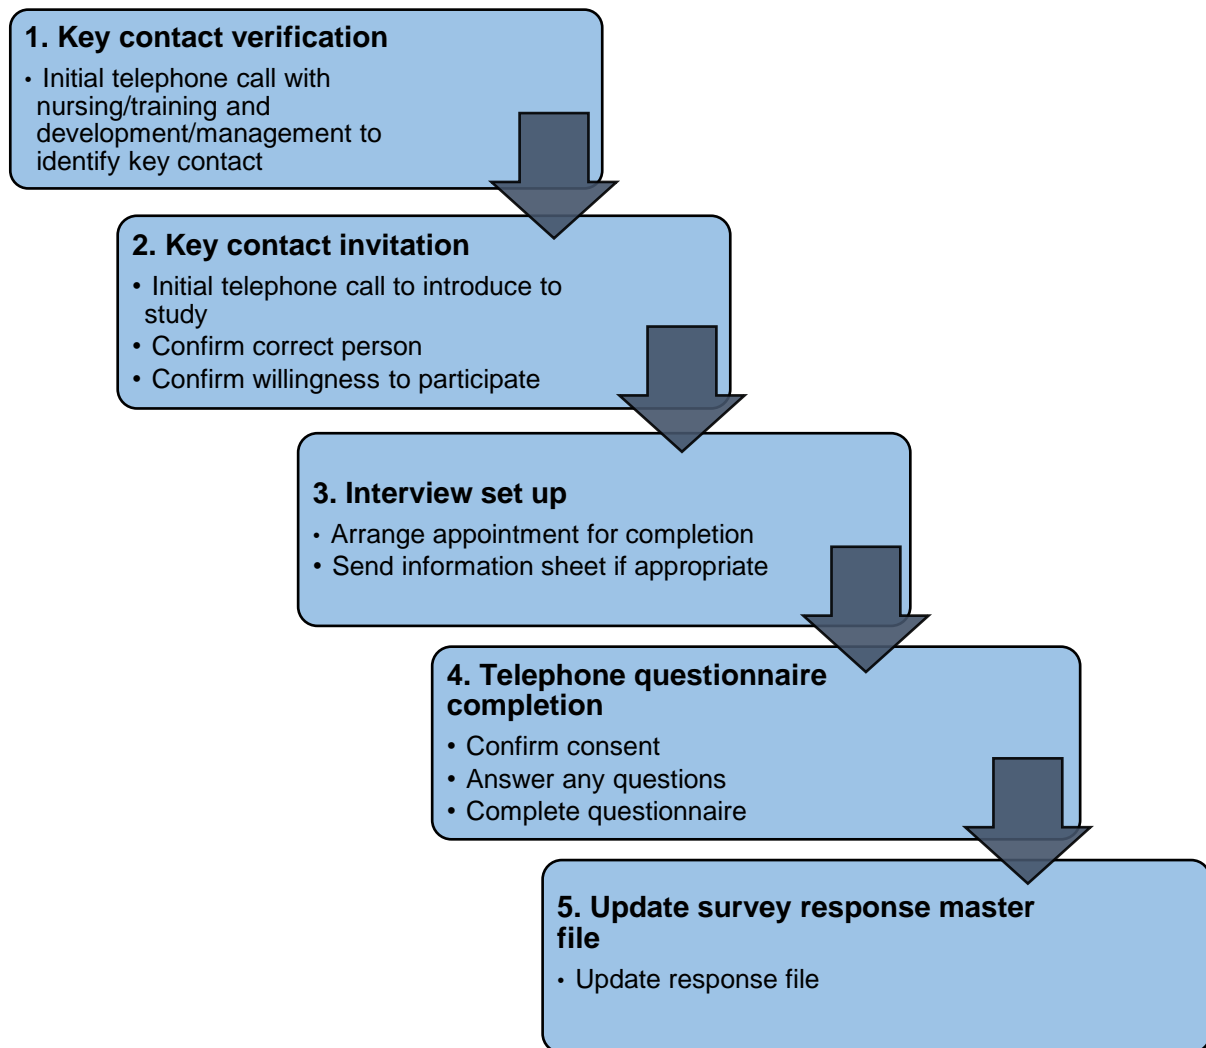 1. Key contact verification
• Initial telephone call with
nursing/training and
development/management to
identify key contact
2. Key contact invitation
• Initial telephone call to introduce to
study
• Confirm correct person
• Confirm willingness to participate
3. Interview set up
• Arrange appointment for completion
• Send information sheet if appropriate
4. Telephone questionnaire
completion
• Confirm consent
• Answer any questions
• Complete questionnaire
5. Update survey response master
file
• Update response file